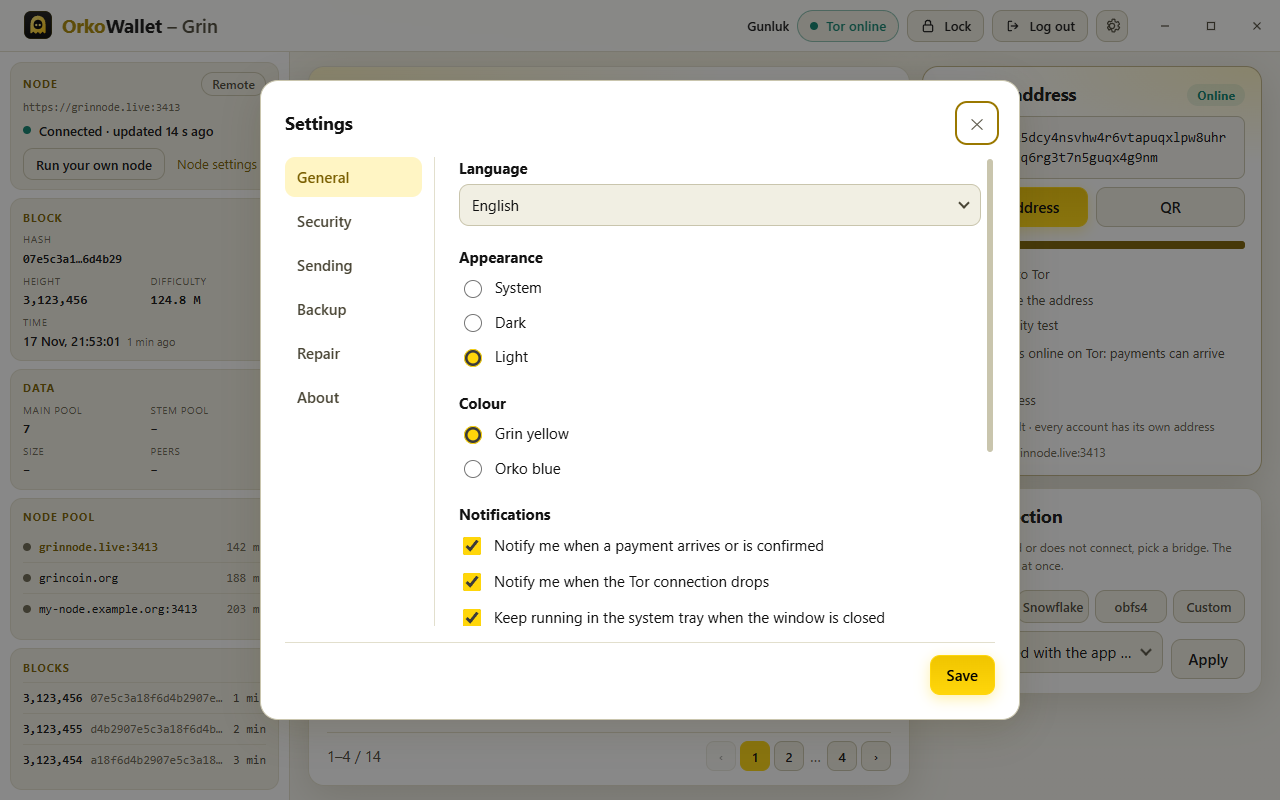 OrkoWallet – Grin
Gunluk
Tor online
Lock
Log out
NODE
Remote
https://grinnode.live:3413
Connected · updated 14 s ago
Run your own node
Node settings
BLOCK
HASH
07e5c3a1…6d4b29
HEIGHT
DIFFICULTY
3,123,456
124.8 M
TIME
17 Nov, 21:53:01 1 min ago
DATA
MAIN POOL
STEM POOL
7
–
SIZE
PEERS
–
–
NODE POOL
grinnode.live:3413 142 m
grincoin.org 188 m
my-node.example.org:3413 203 m
BLOCKS
3,123,456 07e5c3a18f6d4b2907e… 1 mi
3,123,455 d4b2907e5c3a18f6d4b… 2 min
3,123,454 a18f6d4b2907e5c3a18… 3 min
Settings
General
Security
Sending
Backup
Repair
About
Language
English
Appearance
System
Dark
Light
Colour
Grin yellow
Orko blue
Notifications
Notify me when a payment arrives or is confirmed
Notify me when the Tor connection drops
Keep running in the system tray when the window is closed
Save
1–4 / 14
‹ 1 2 … 4 ›
ddress
Online
5dcy4nsvhw4r6vtapuqxlpw8uhr
q6rg3t7n5guqx4g9nm
ddress
QR
o Tor
e the address
ity test
s online on Tor: payments can arrive
ess
lt · every account has its own address
innode.live:3413
ction
l or does not connect, pick a bridge. The
at once.
Snowflake
obfs4
Custom
d with the app …
Apply